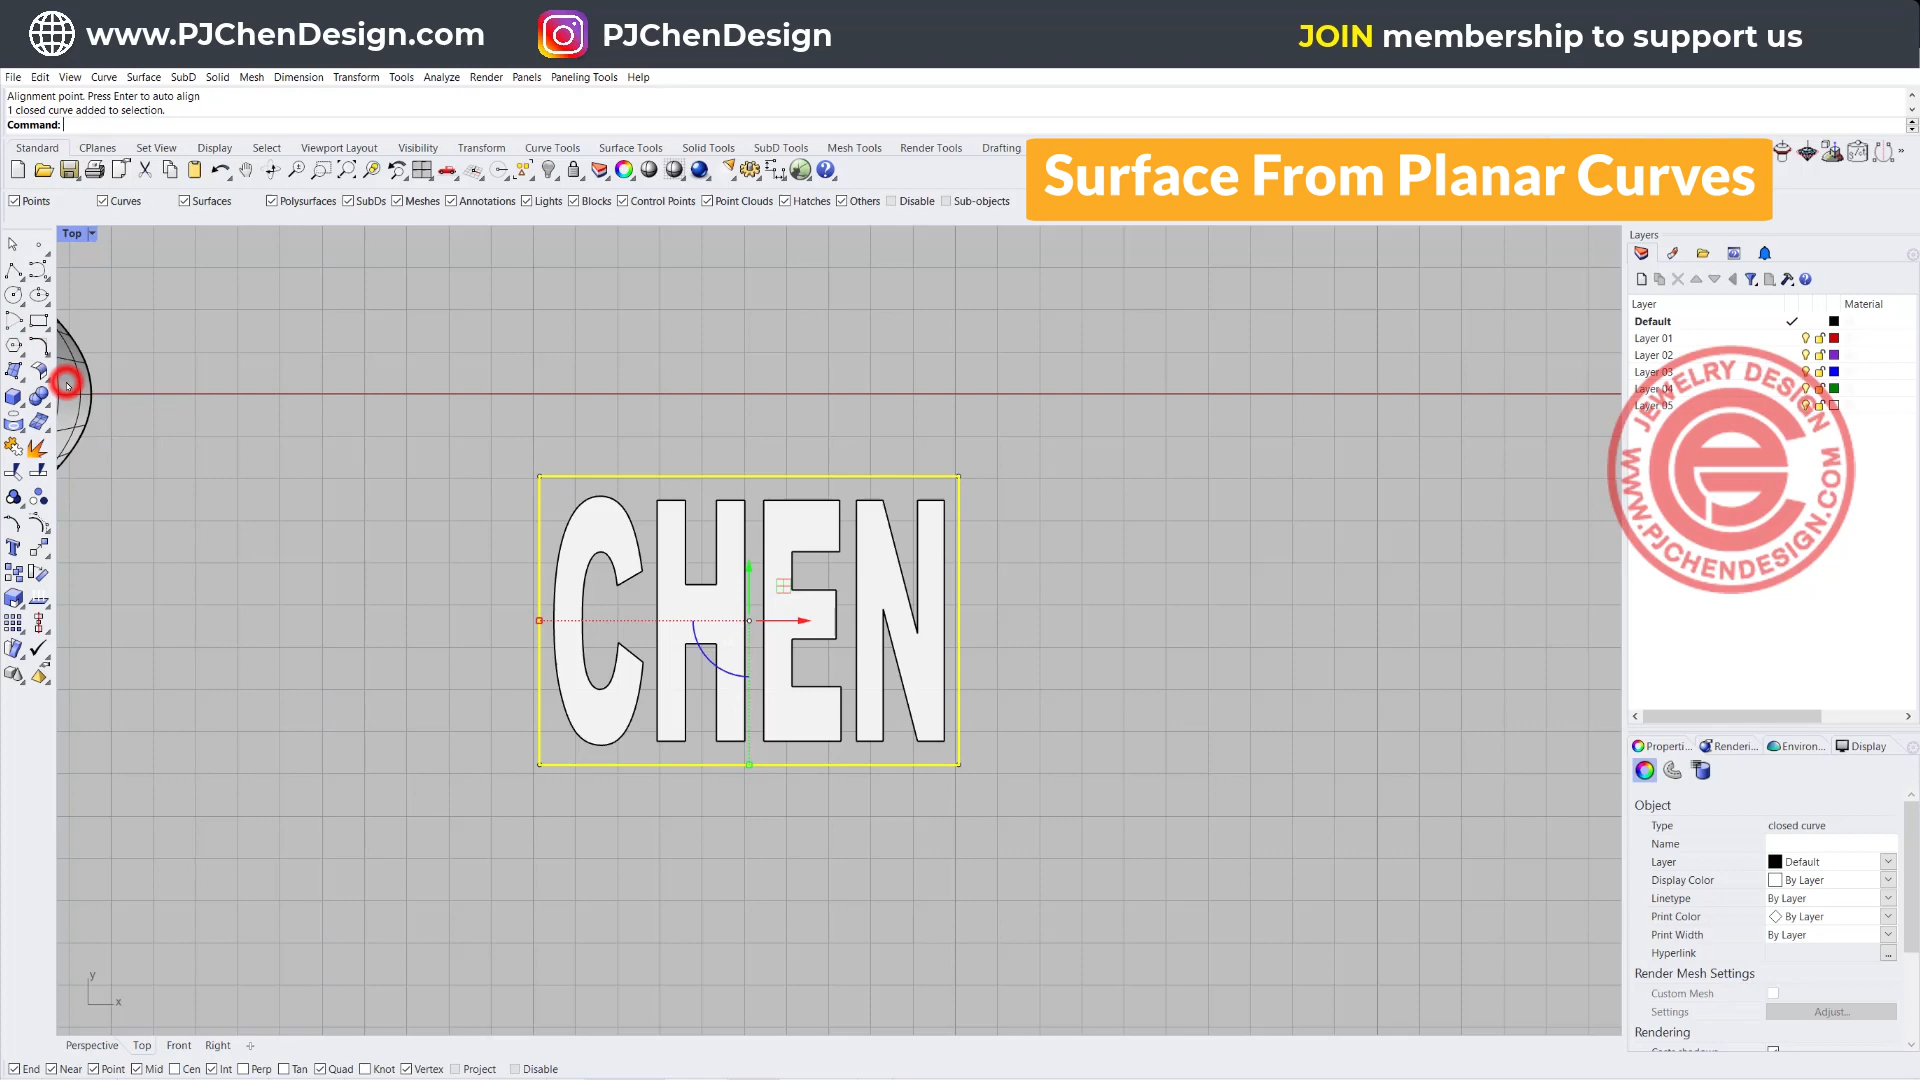 www.PJChenDesign.com
PJChenDesign
JOIN membership to support us
File Edit View Curve Surface SubD Solid Mesh Dimension Transform Tools Analyze Render Panels Paneling Tools Help
Alignment point. Press Enter to auto align
1 closed curve added to selection.
Command:
Standard CPlanes Set View Display Select Viewport Layout Visibility Transform Curve Tools Surface Tools Solid Tools SubD Tools Mesh Tools Render Tools Drafting
Surface From Planar Curves
Points Curves Surfaces Polysurfaces SubDs Meshes Annotations Lights Blocks Control Points Point Clouds Hatches Others Disable Sub-objects
Top
Layers
Layer Material
Default
Layer 01
Layer 02
Layer 03
Layer 04
Layer 05
JEWELRY DESIGN
WWW.PJCHENDESIGN.COM
CHEN
Properti... Renderi... Environ... Display
Object
Type closed curve
Name
Layer Default
Display Color By Layer
Linetype By Layer
Print Color By Layer
Print Width By Layer
Hyperlink ...
Render Mesh Settings
Custom Mesh
Settings Adjust...
Rendering
y
x
Perspective Top Front Right
End Near Point Mid Cen Int Perp Tan Quad Knot Vertex Project Disable